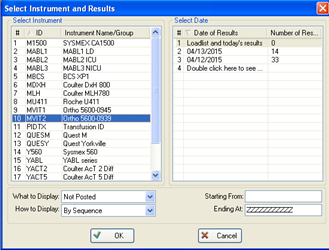 Select Instrument and Results
Select Instrument
# / ID Instrument Name/Group
1 M1500 SYSMEX CA1500
2 MABL1 MABL1 LD
3 MABL2 MABL2 ICU
4 MABL3 MABL3 NICU
5 MBCS BCS XP1
6 MDXH Coulter DxH 800
7 MLH Coulter MLH780
8 MU411 Roche U411
9 MVIT1 Ortho 5600-0945
10 MVIT2 Ortho 5600-0939
11 PIDTX Transfusion ID
12 QUESM Quest M
13 QUESY Quest Yorkville
14 Y560 Sysmex 560
15 YABL YABL series
16 YACT2 Coulter AcT 2 Diff
17 YACT5 Coulter AcT 5 Diff
Select Date
# Date of Results Number of Res...
1 Loadlist and today's results 0
2 04/13/2015 14
3 04/12/2015 33
4 Double click here to see ...
What to Display: Not Posted
How to Display: By Sequence
Starting From:
Ending At: ZZZZZZZZZZZZ
OK
Cancel